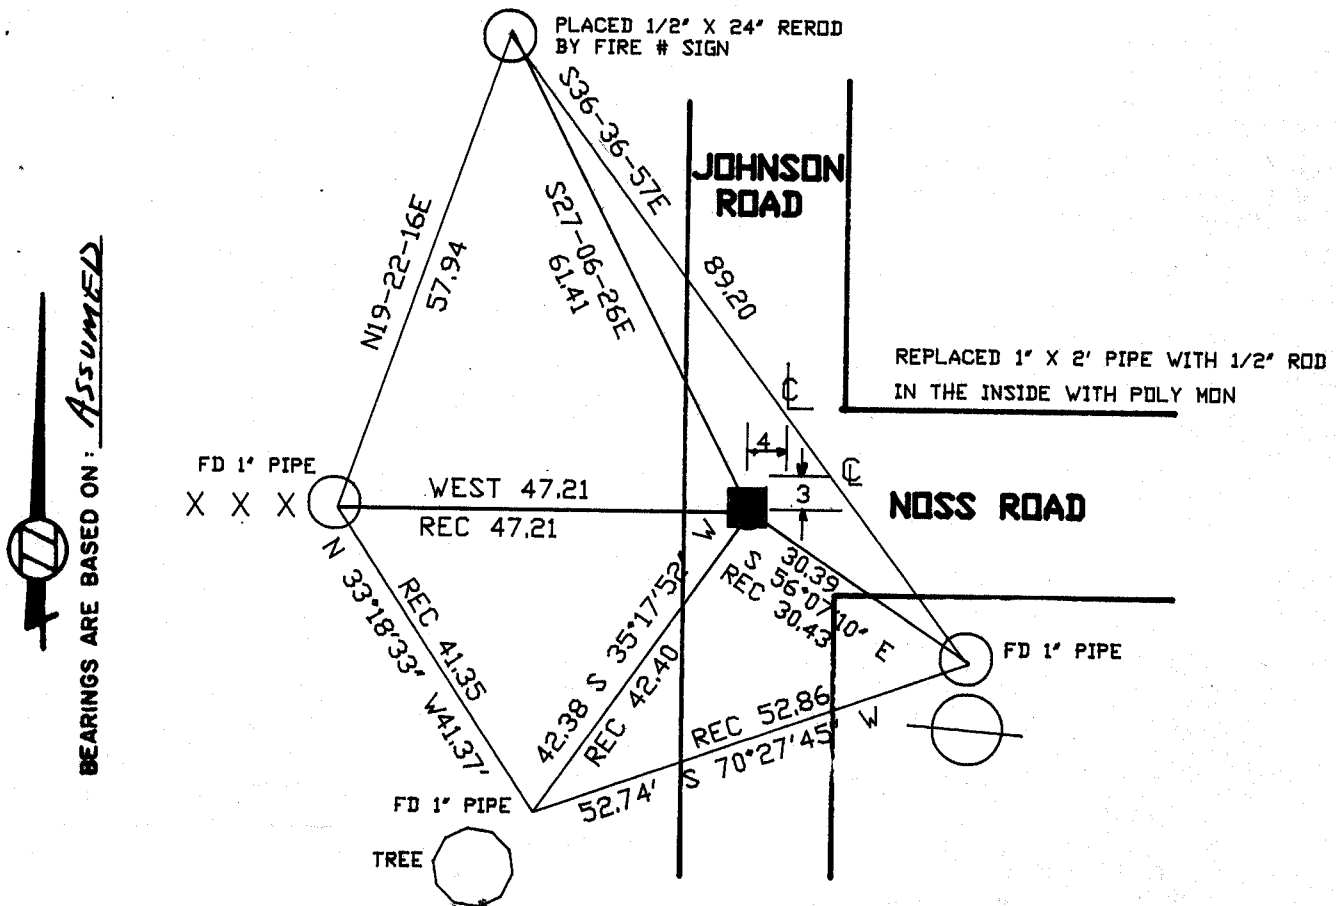 PLACED 1/2" X 24" REROD
BY FIRE # SIGN
S36-36-57E
89.20
JOHNSON
ROAD
N19-22-16E
57.94
S27-06-26E
61.41
REPLACED 1" X 2' PIPE WITH 1/2" ROD
IN THE INSIDE WITH POLY MON
BEARINGS ARE BASED ON: ASSUMED
℄
4
℄
3
FD 1" PIPE
X X X
WEST 47.21
REC 47.21
NOSS ROAD
30.39
S 56°07'10" E
REC 30.43
FD 1" PIPE
REC 41.35
N 33°18'33" W41.37'
42.38 S 35°17'52" W
REC 42.40
REC 52.86
52.74' S 70°27'45" W
FD 1" PIPE
TREE